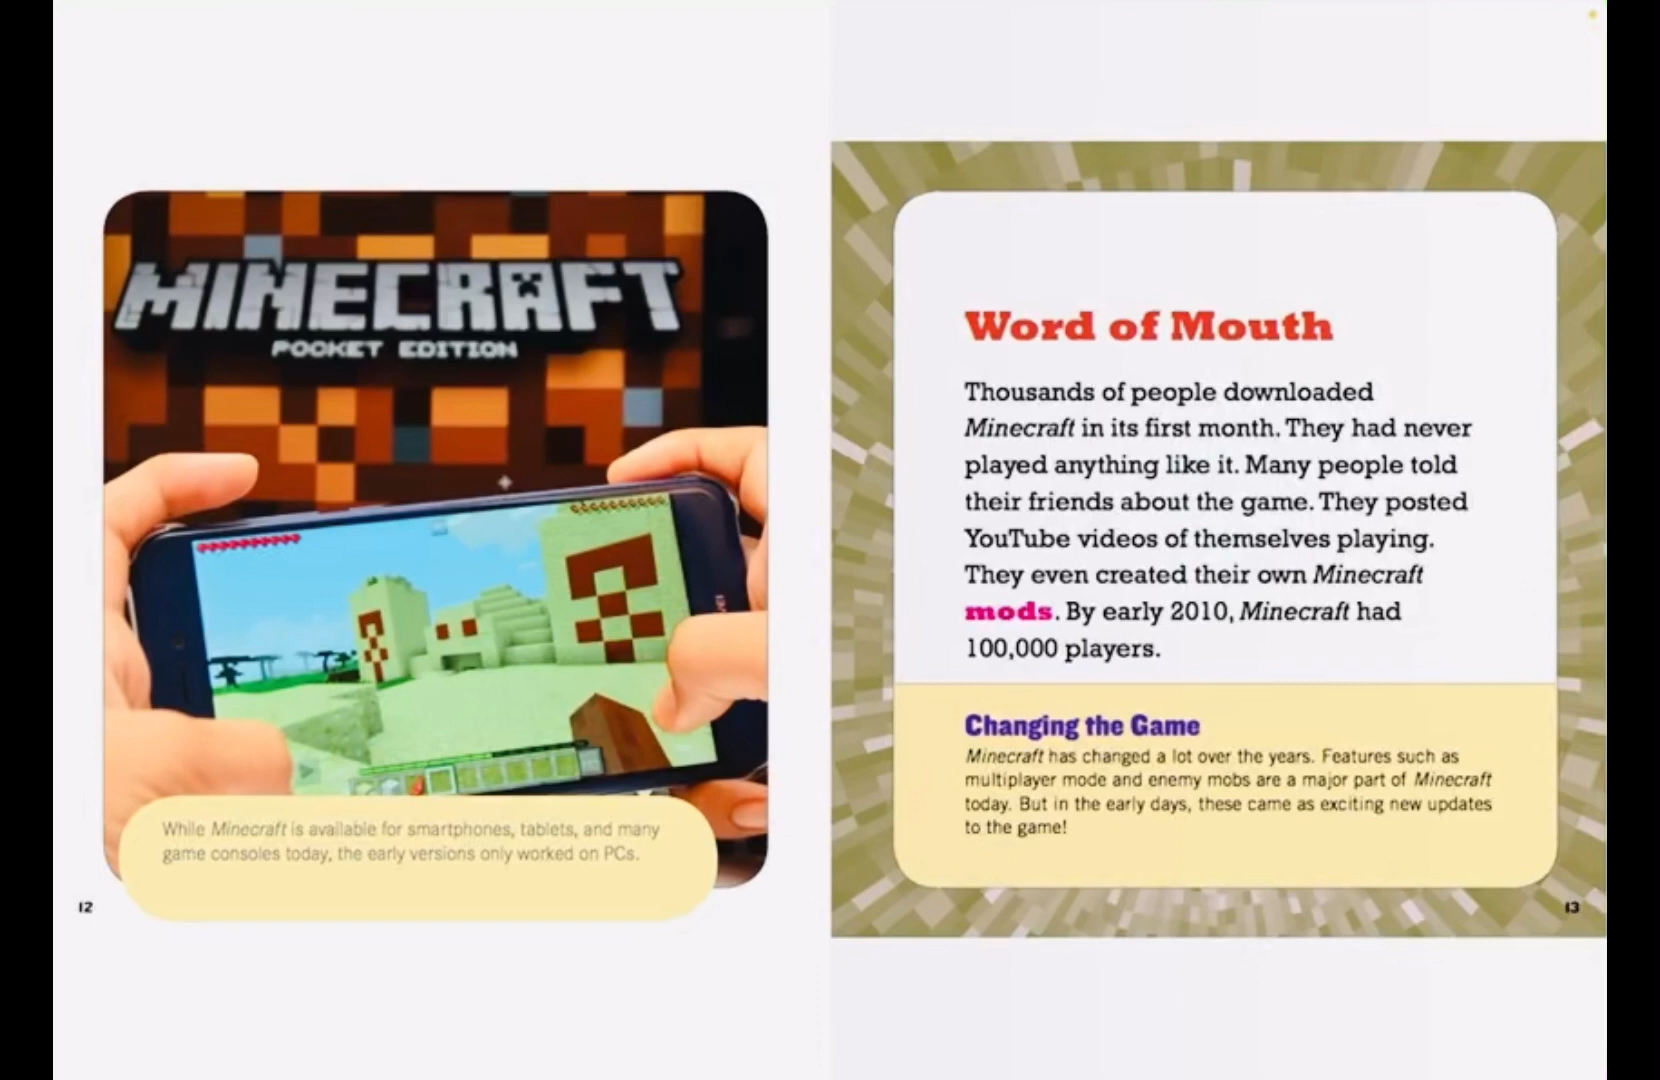 MINECRAFT
POCKET EDITION
While Minecraft is available for smartphones, tablets, and many
game consoles today, the early versions only worked on PCs.
12
Word of Mouth
Thousands of people downloaded
Minecraft in its first month. They had never
played anything like it. Many people told
their friends about the game. They posted
YouTube videos of themselves playing.
They even created their own Minecraft
mods. By early 2010, Minecraft had
100,000 players.
Changing the Game
Minecraft has changed a lot over the years. Features such as
multiplayer mode and enemy mobs are a major part of Minecraft
today. But in the early days, these came as exciting new updates
to the game!
13